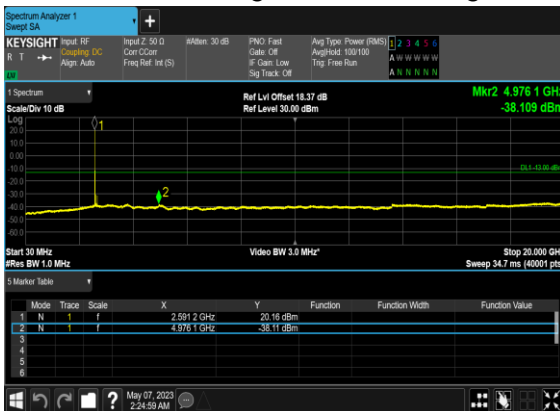 Spectrum Analyzer 1
Swept SA
KEYSIGHT Input: RF Input Z: 50 Ω #Atten: 30 dB PNO: Fast Avg Type: Power (RMS) 1 2 3 4 5 6
R T Coupling: DC Corr CCorr Gate: Off Avg|Hold: 100/100 A W W W W W
Align: Auto Freq Ref: Int (S) IF Gain: Low Trig: Free Run
LV Sig Track: Off A N N N N N
1 Spectrum Ref Lvl Offset 18.37 dB Mkr2 4.976 1 GHz
Scale/Div 10 dB Ref Level 30.00 dBm -38.109 dBm
Log
20.0
10.0
0.00
-10.0
DL1 -13.00 dBm
-20.0
-30.0
-40.0
-50.0
-60.0
1
2
Start 30 MHz Video BW 3.0 MHz* Stop 20.000 GH
#Res BW 1.0 MHz Sweep 34.7 ms (40001 pts
5 Marker Table
Mode Trace Scale X Y Function Function Width Function Value
1 N 1 f 2.591 2 GHz 20.16 dBm
2 N 1 f 4.976 1 GHz -38.11 dBm
3
4
5
6
? May 07, 2023
2:24:59 AM